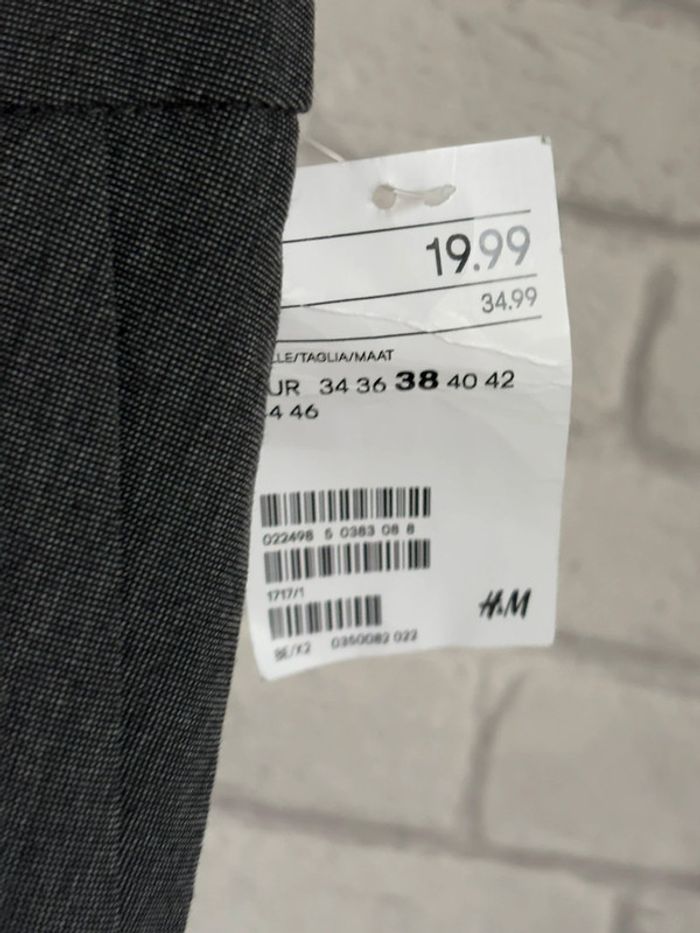 19.99
34.99
LLE/TAGLIA/MAAT
UR 34 36 38 40 42
4 46
022498 5 0383 08 8
1717/1
H&M
BE/X2 0350082 022